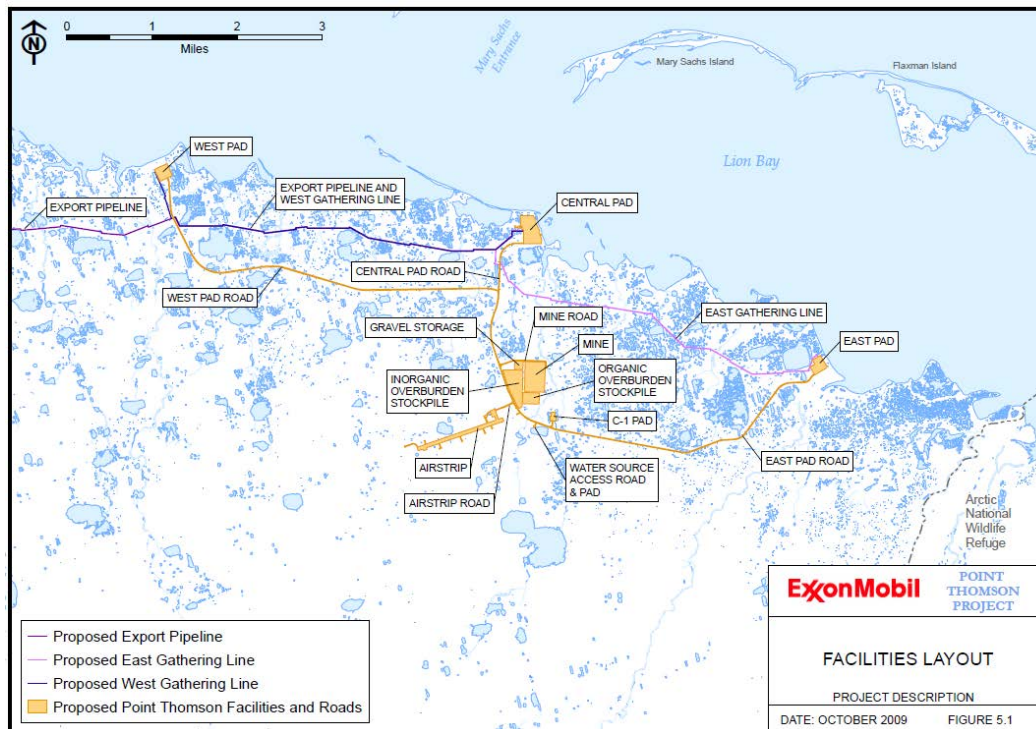 N
0 1 2 3
Miles
Mary Sachs
Entrance
Mary Sachs Island
Flaxman Island
Lion Bay
WEST PAD
EXPORT PIPELINE
EXPORT PIPELINE AND
WEST GATHERING LINE
CENTRAL PAD
CENTRAL PAD ROAD
WEST PAD ROAD
MINE ROAD
EAST GATHERING LINE
GRAVEL STORAGE
MINE
EAST PAD
INORGANIC
OVERBURDEN
STOCKPILE
ORGANIC
OVERBURDEN
STOCKPILE
C-1 PAD
AIRSTRIP
WATER SOURCE
ACCESS ROAD
& PAD
EAST PAD ROAD
AIRSTRIP ROAD
Arctic
National
Wildlife
Refuge
Proposed Export Pipeline
Proposed East Gathering Line
Proposed West Gathering Line
Proposed Point Thomson Facilities and Roads
ExxonMobil
POINT
THOMSON
PROJECT
FACILITIES LAYOUT
PROJECT DESCRIPTION
DATE: OCTOBER 2009 FIGURE 5.1